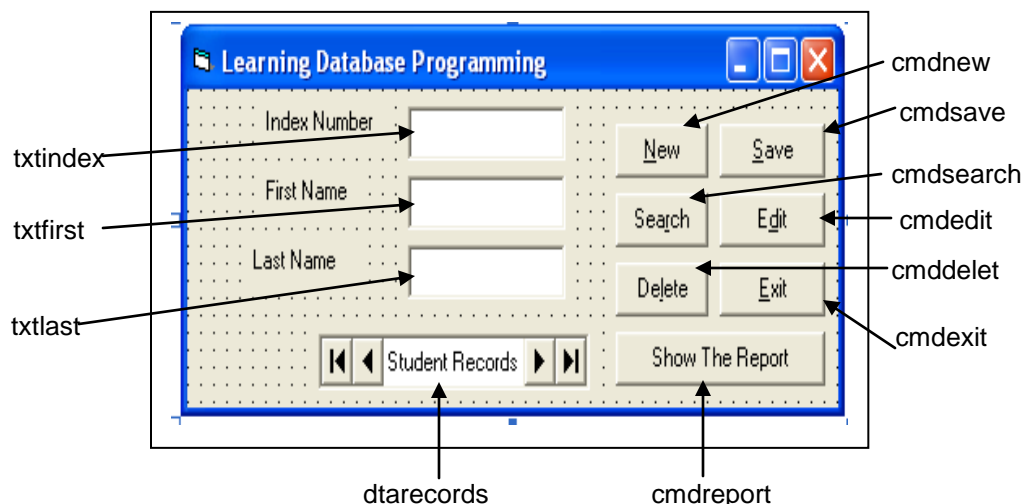 Learning Database Programming
cmdnew
cmdsave
Index Number
txtindex
New
Save
cmdsearch
First Name
txtfirst
Search
Edit
cmdedit
Last Name
cmddelet
Delete
Exit
txtlast
cmdexit
Student Records
Show The Report
dtarecords
cmdreport